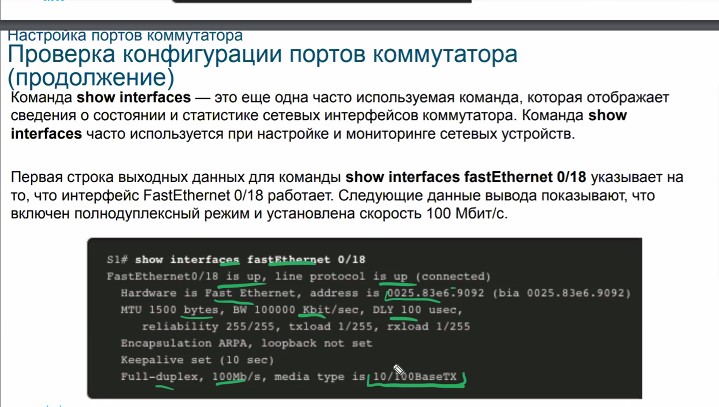 Настройка портов коммутатора
Проверка конфигурации портов коммутатора
(продолжение)
Команда show interfaces — это еще одна часто используемая команда, которая отображает
сведения о состоянии и статистике сетевых интерфейсов коммутатора. Команда show
interfaces часто используется при настройке и мониторинге сетевых устройств.
Первая строка выходных данных для команды show interfaces fastEthernet 0/18 указывает на
то, что интерфейс FastEthernet 0/18 работает. Следующие данные вывода показывают, что
включен полнодуплексный режим и установлена скорость 100 Мбит/с.
S1# show interfaces fastEthernet 0/18
FastEthernet0/18 is up, line protocol is up (connected)
Hardware is Fast Ethernet, address is 0025.83e6.9092 (bia 0025.83e6.9092)
MTU 1500 bytes, BW 100000 Kbit/sec, DLY 100 usec,
reliability 255/255, txload 1/255, rxload 1/255
Encapsulation ARPA, loopback not set
Keepalive set (10 sec)
Full-duplex, 100Mb/s, media type is 10/100BaseTX